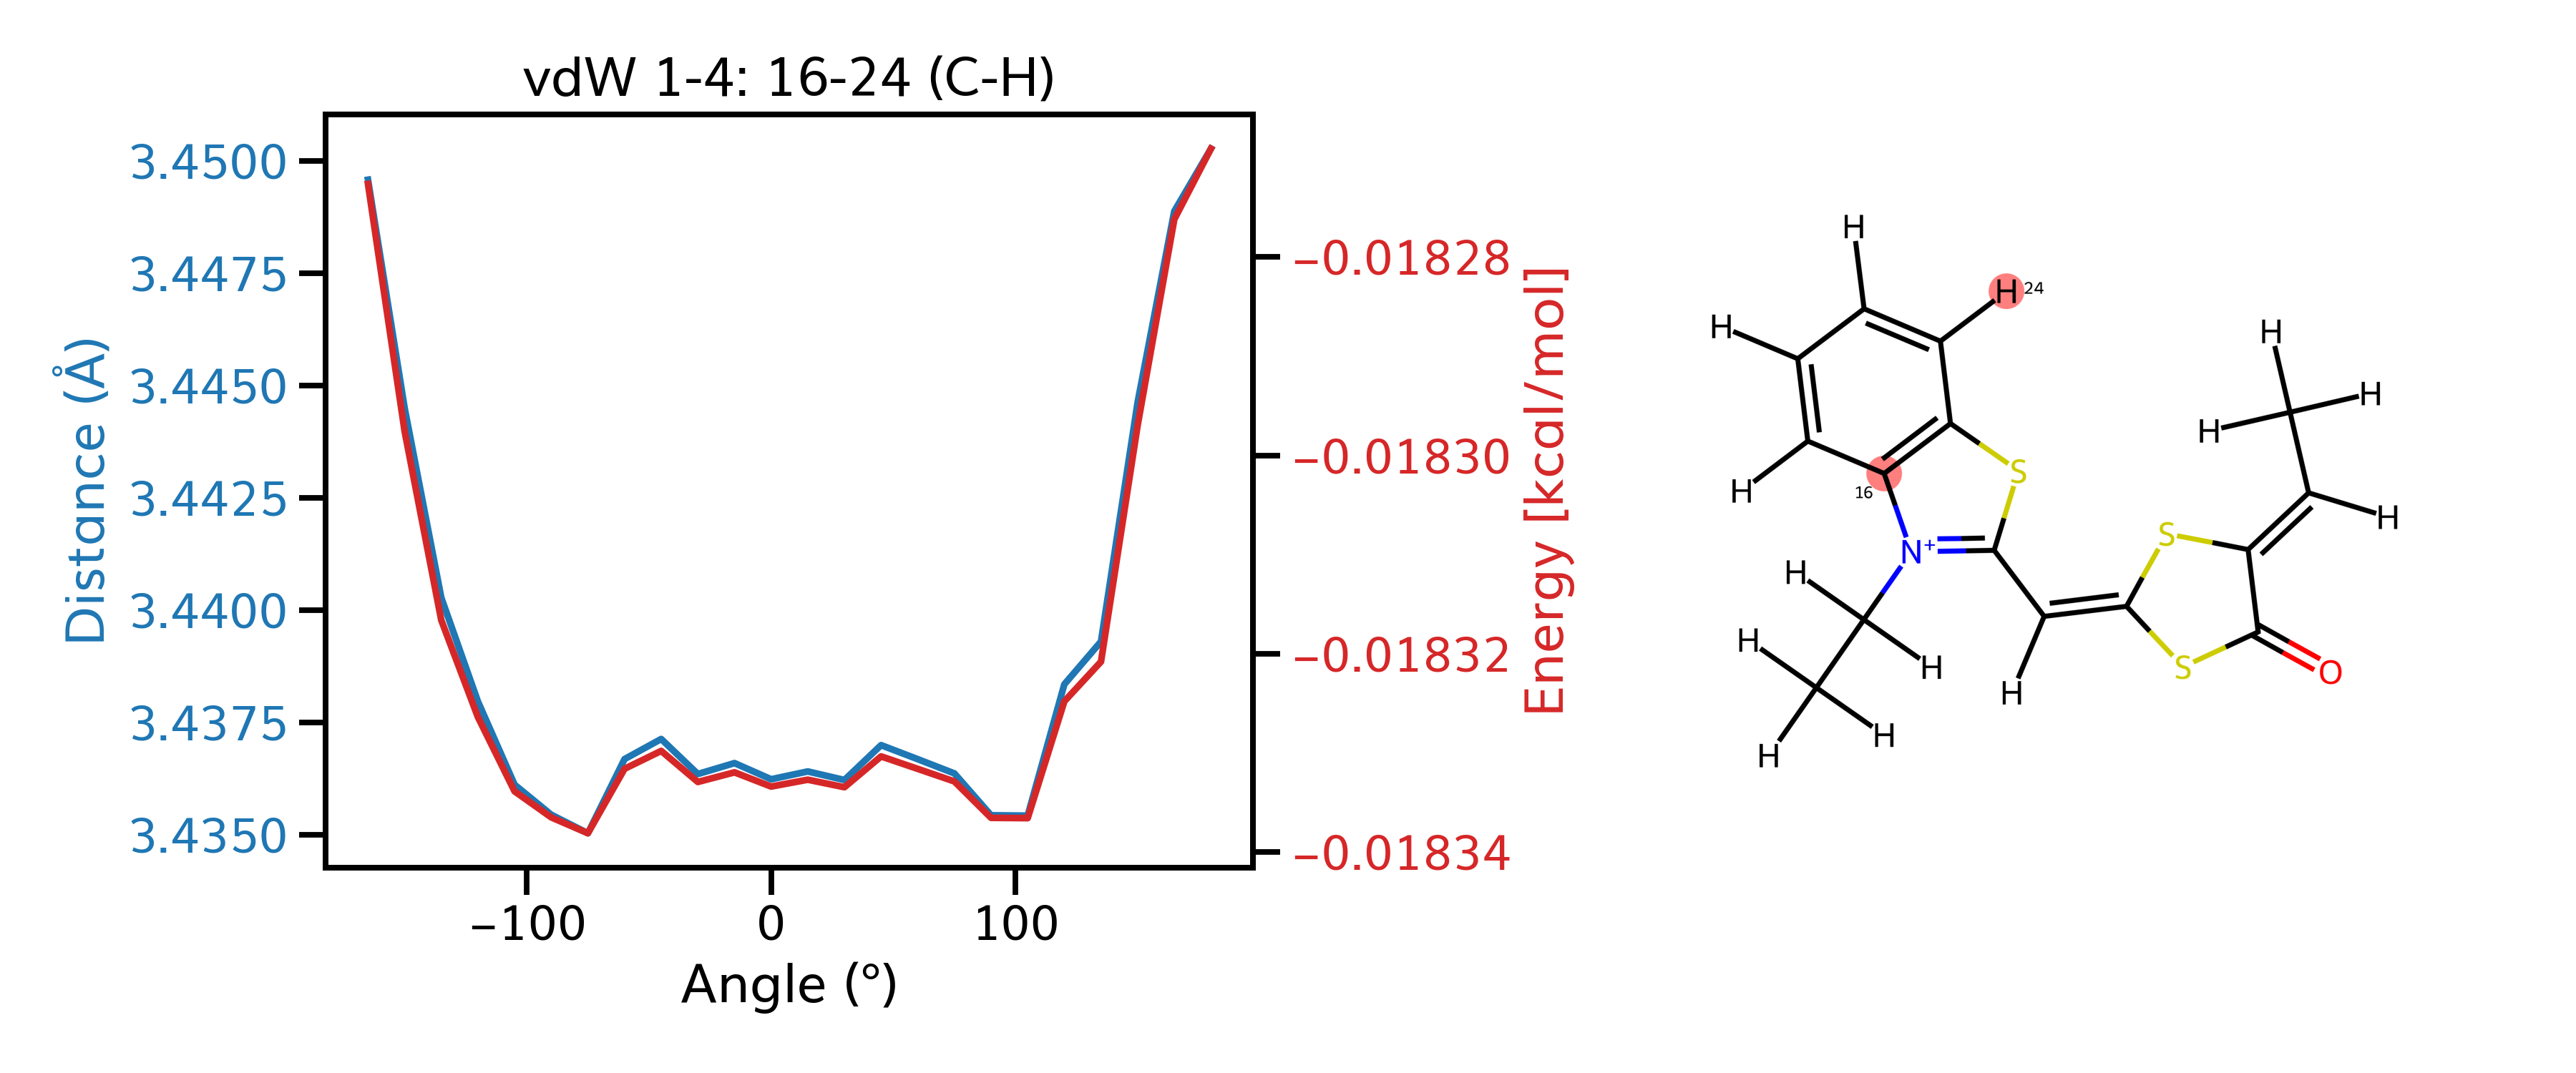 vdW 1-4: 16-24 (C-H)
Distance (Å)
3.4500
3.4475
3.4450
3.4425
3.4400
3.4375
3.4350
−100
0
100
Angle (°)
−0.01828
−0.01830
−0.01832
−0.01834
Energy [kcal/mol]
H
H 24
H
H
H
S
H
H
16
H
H
S
N+
H
H
H
S
O
H
H
H